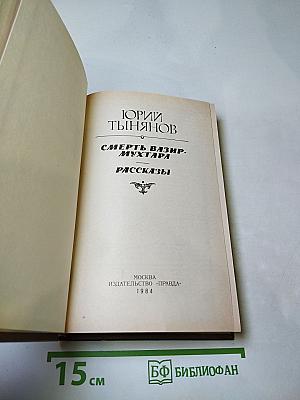 ЮРИЙ
ТЫНЯНОВ
СМЕРТЬ ВАЗИР-
МУХТАРА
РАССКАЗЫ
МОСКВА
ИЗДАТЕЛЬСТВО «ПРАВДА»
1984
15 см
БФ БИБЛИОФАН